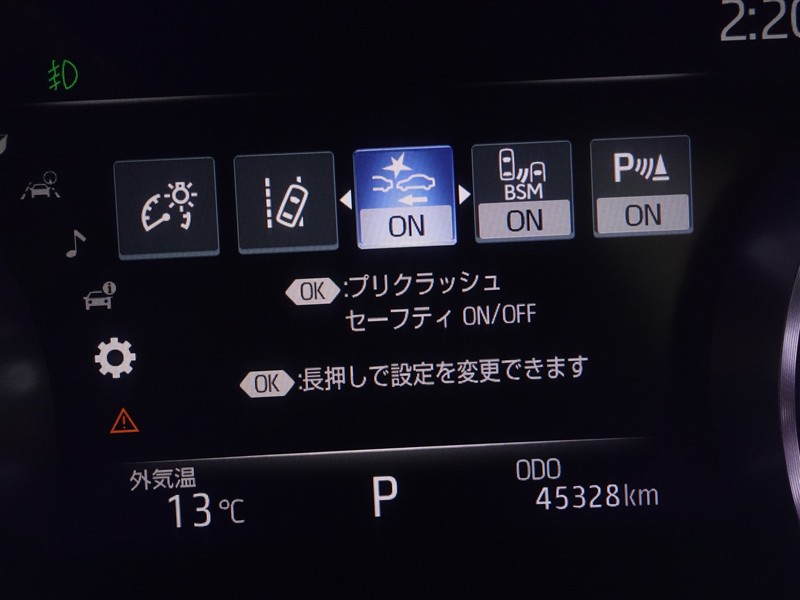 2:20
BSM
P
ON
ON
ON
OK :プリクラッシュ
セーフティ ON/OFF
OK :長押しで設定を変更できます
外気温
13℃
P
ODO
45328km